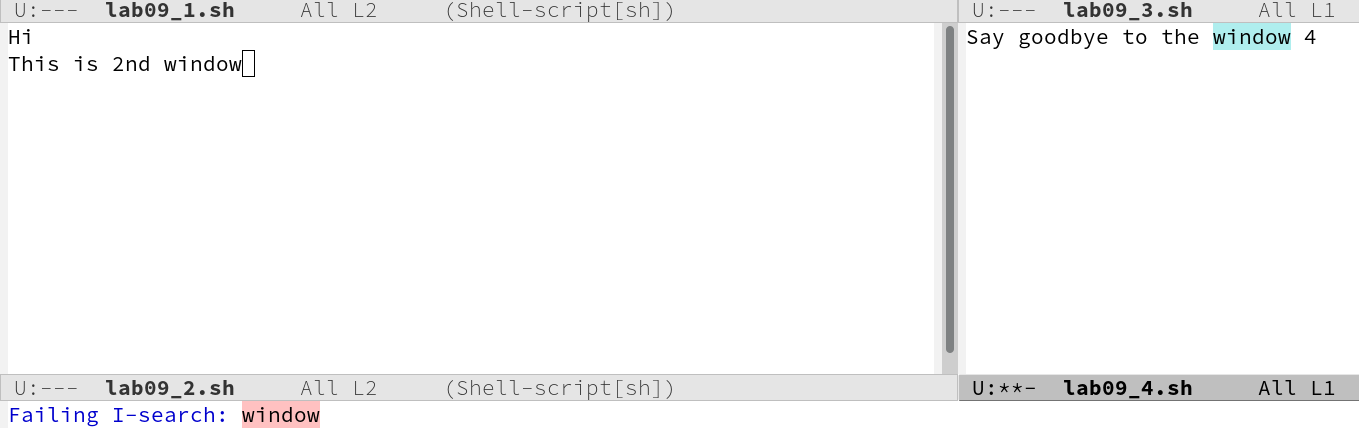 U:--- lab09_1.sh All L2 (Shell-script[sh])
Hi
This is 2nd window
U:--- lab09_2.sh All L2 (Shell-script[sh])
U:--- lab09_3.sh All L1
Say goodbye to the window 4
U:**- lab09_4.sh All L1
Failing I-search: window